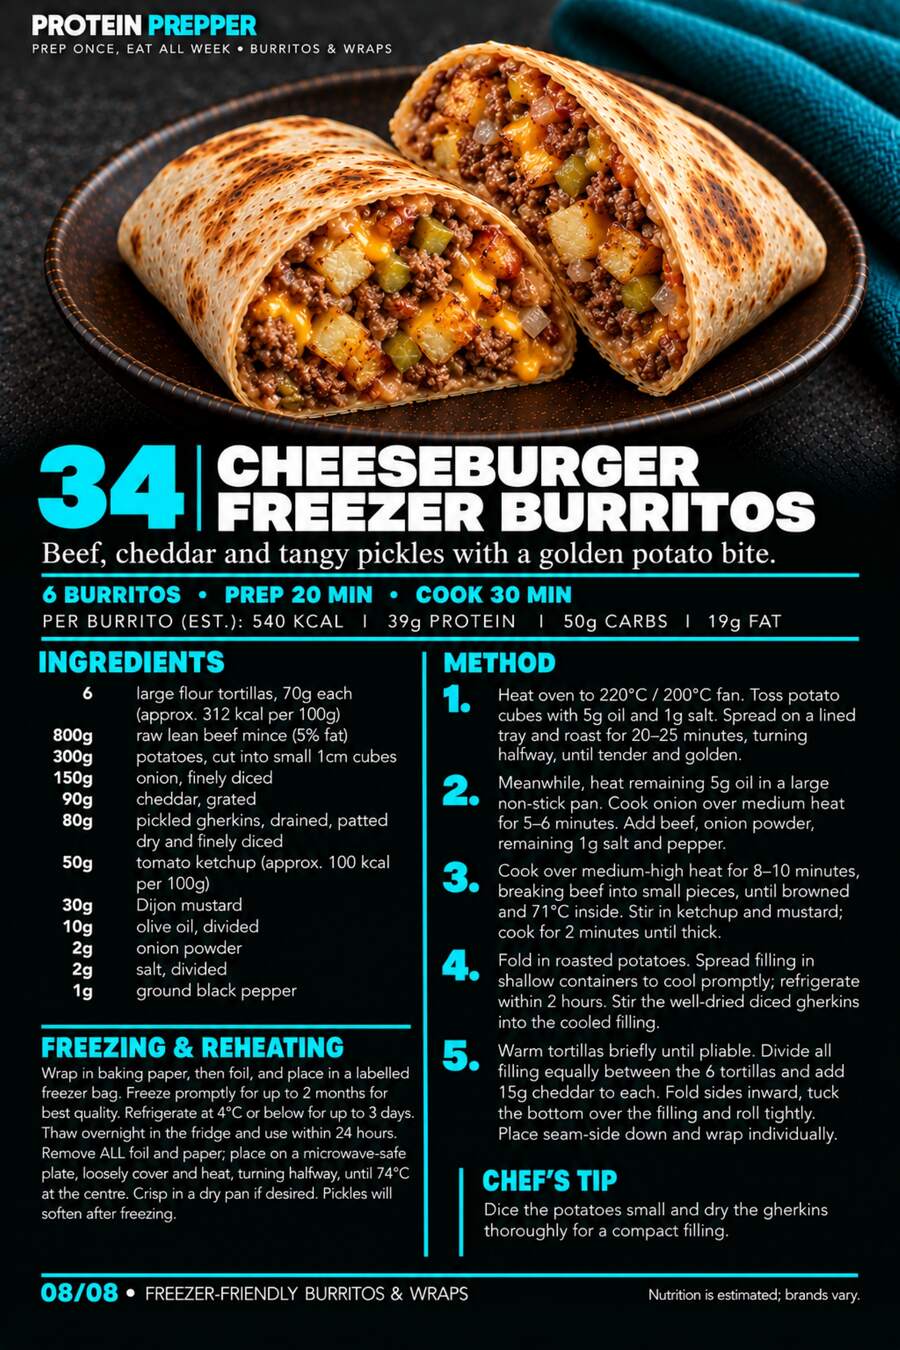 PROTEIN PREPPER
PREP ONCE, EAT ALL WEEK • BURRITOS & WRAPS
34
CHEESEBURGER
FREEZER BURRITOS
Beef, cheddar and tangy pickles with a golden potato bite.
6 BURRITOS • PREP 20 MIN • COOK 30 MIN
PER BURRITO (EST.): 540 KCAL | 39g PROTEIN | 50g CARBS | 19g FAT
INGREDIENTS
6 large flour tortillas, 70g each
(approx. 312 kcal per 100g)
800g raw lean beef mince (5% fat)
300g potatoes, cut into small 1cm cubes
150g onion, finely diced
90g cheddar, grated
80g pickled gherkins, drained, patted
dry and finely diced
50g tomato ketchup (approx. 100 kcal
per 100g)
30g Dijon mustard
10g olive oil, divided
2g onion powder
2g salt, divided
1g ground black pepper
FREEZING & REHEATING
Wrap in baking paper, then foil, and place in a labelled
freezer bag. Freeze promptly for up to 2 months for
best quality. Refrigerate at 4°C or below for up to 3 days.
Thaw overnight in the fridge and use within 24 hours.
Remove ALL foil and paper; place on a microwave-safe
plate, loosely cover and heat, turning halfway, until 74°C
at the centre. Crisp in a dry pan if desired. Pickles will
soften after freezing.
METHOD
1. Heat oven to 220°C / 200°C fan. Toss potato
cubes with 5g oil and 1g salt. Spread on a lined
tray and roast for 20–25 minutes, turning
halfway, until tender and golden.
2. Meanwhile, heat remaining 5g oil in a large
non-stick pan. Cook onion over medium heat
for 5–6 minutes. Add beef, onion powder,
remaining 1g salt and pepper.
3. Cook over medium-high heat for 8–10 minutes,
breaking beef into small pieces, until browned
and 71°C inside. Stir in ketchup and mustard;
cook for 2 minutes until thick.
4. Fold in roasted potatoes. Spread filling in
shallow containers to cool promptly; refrigerate
within 2 hours. Stir the well-dried diced gherkins
into the cooled filling.
5. Warm tortillas briefly until pliable. Divide all
filling equally between the 6 tortillas and add
15g cheddar to each. Fold sides inward, tuck
the bottom over the filling and roll tightly.
Place seam-side down and wrap individually.
CHEF'S TIP
Dice the potatoes small and dry the gherkins
thoroughly for a compact filling.
08/08 • FREEZER-FRIENDLY BURRITOS & WRAPS
Nutrition is estimated; brands vary.